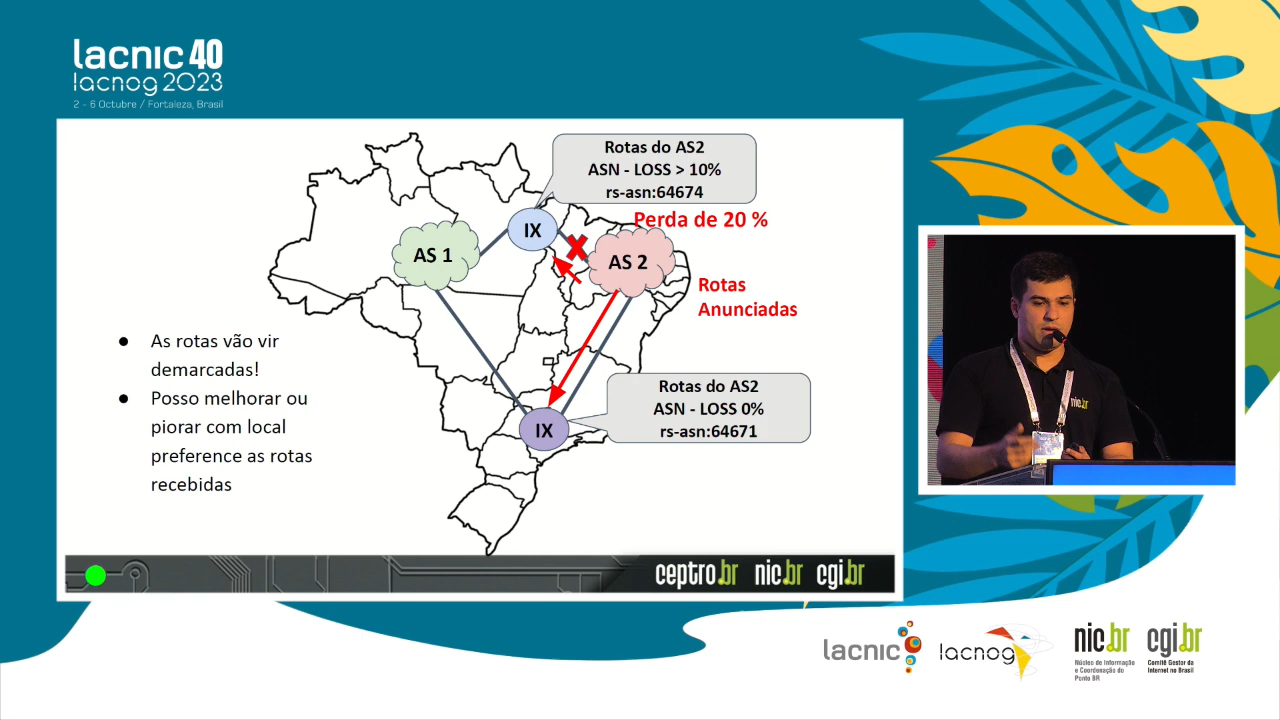 lacnic 40
lacnog 2023
2 - 6 Octubre / Fortaleza, Brasil
Rotas do AS2
ASN - LOSS > 10%
rs-asn:64674
Perda de 20 %
IX
AS 1
AS 2
Rotas
Anunciadas
● As rotas vão vir
demarcadas!
● Posso melhorar ou
piorar com local
preference as rotas
recebidas
Rotas do AS2
ASN - LOSS 0%
rs-asn:64671
IX
nic.br
ceptro.br nic.br cgi.br
lacnic
lacnog
nic.br
Núcleo de Informação
e Coordenação do
Ponto BR
cgi.br
Comitê Gestor da
Internet no Brasil